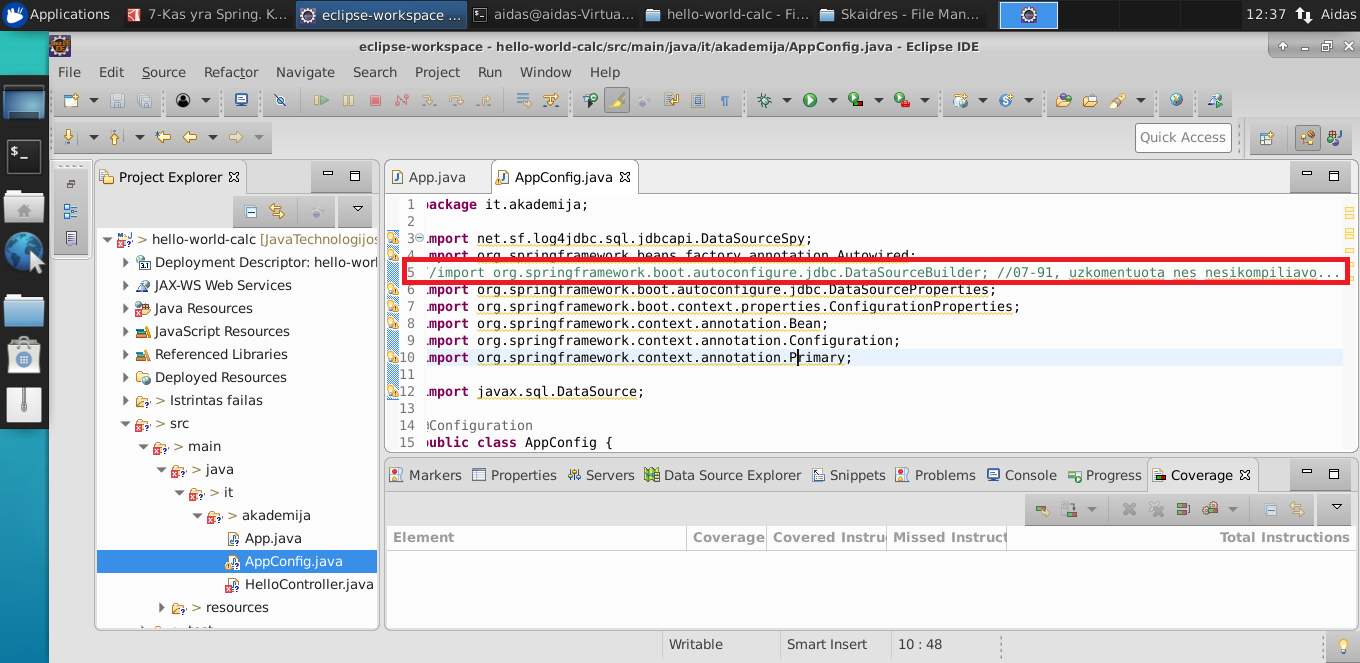 Applications 7-Kas yra Spring. K... eclipse-workspace ... aidas@aidas-Virtua... hello-world-calc - Fi... Skaidres - File Man... 12:37 Aidas
eclipse-workspace - hello-world-calc/src/main/java/it/akademija/AppConfig.java - Eclipse IDE
File Edit Source Refactor Navigate Search Project Run Window Help
Quick Access
Project Explorer
> hello-world-calc [JavaTechnologijos
Deployment Descriptor: hello-worl
JAX-WS Web Services
Java Resources
JavaScript Resources
Referenced Libraries
Deployed Resources
> Istrintas failas
> src
> main
> java
> it
> akademija
App.java
AppConfig.java
HelloController.java
> resources
App.java AppConfig.java
1 package it.akademija;
2
3 import net.sf.log4jdbc.sql.jdbcapi.DataSourceSpy;
4 import org.springframework.beans.factory.annotation.Autowired;
5 //import org.springframework.boot.autoconfigure.jdbc.DataSourceBuilder; //07-91, uzkomentuota nes nesikompiliavo...
6 import org.springframework.boot.autoconfigure.jdbc.DataSourceProperties;
7 import org.springframework.boot.context.properties.ConfigurationProperties;
8 import org.springframework.context.annotation.Bean;
9 import org.springframework.context.annotation.Configuration;
10 import org.springframework.context.annotation.Primary;
11
12 import javax.sql.DataSource;
13
14 @Configuration
15 public class AppConfig {
Markers Properties Servers Data Source Explorer Snippets Problems Console Progress Coverage
Element Coverage Covered Instru Missed Instruct Total Instructions
Writable Smart Insert 10 : 48